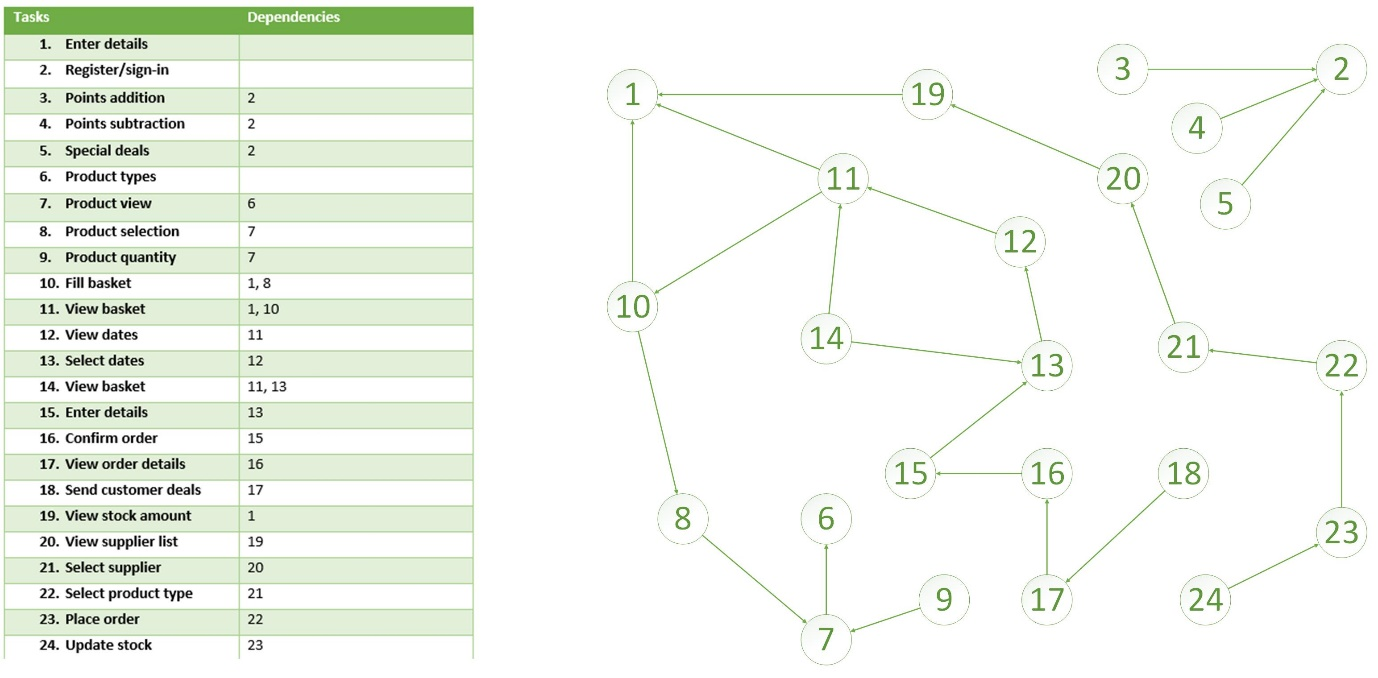 Tasks Dependencies
1. Enter details
2. Register/sign-in
3. Points addition 2
4. Points subtraction 2
5. Special deals 2
6. Product types
7. Product view 6
8. Product selection 7
9. Product quantity 7
10. Fill basket 1, 8
11. View basket 1, 10
12. View dates 11
13. Select dates 12
14. View basket 11, 13
15. Enter details 13
16. Confirm order 15
17. View order details 16
18. Send customer deals 17
19. View stock amount 1
20. View supplier list 19
21. Select supplier 20
22. Select product type 21
23. Place order 22
24. Update stock 23
3 2
1 19
4
11 20
5
12
10
14 21
13 22
15 16 18
8 6
23
9 17 24
7